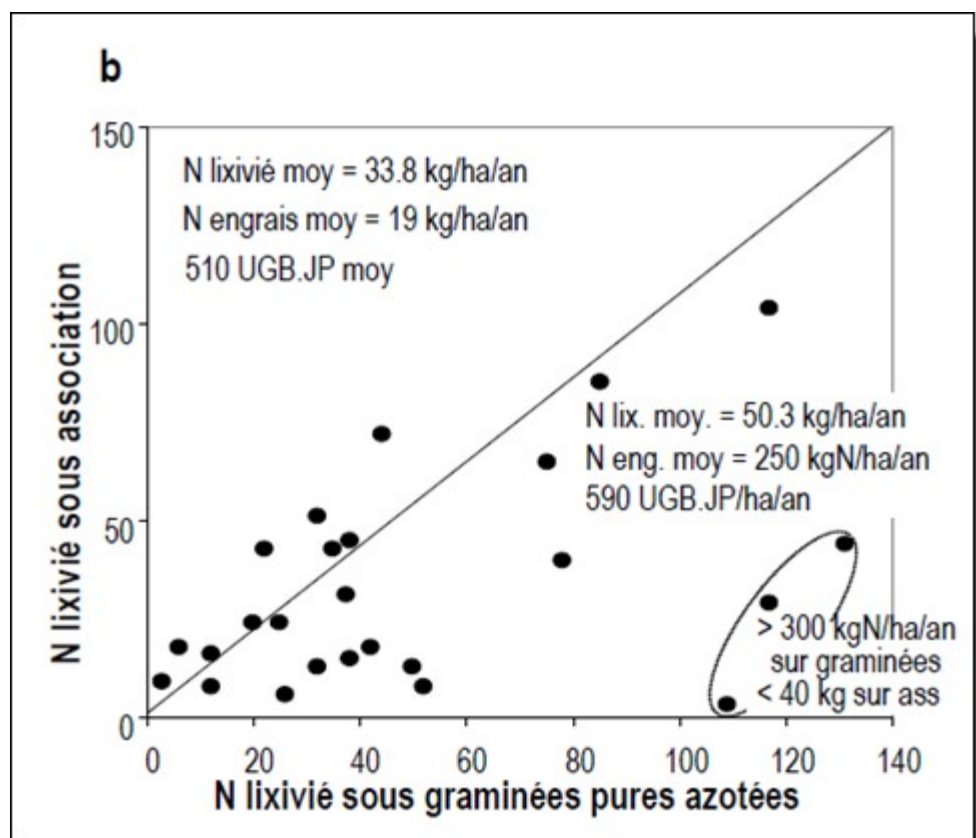 b
150
N lixivié moy = 33.8 kg/ha/an
N engrais moy = 19 kg/ha/an
510 UGB.JP moy
N lixivié sous association
100
N lix. moy. = 50.3 kg/ha/an
N eng. moy = 250 kgN/ha/an
590 UGB.JP/ha/an
50
> 300 kgN/ha/an
sur graminées
< 40 kg sur ass
0
0 20 40 60 80 100 120 140
N lixivié sous graminées pures azotées